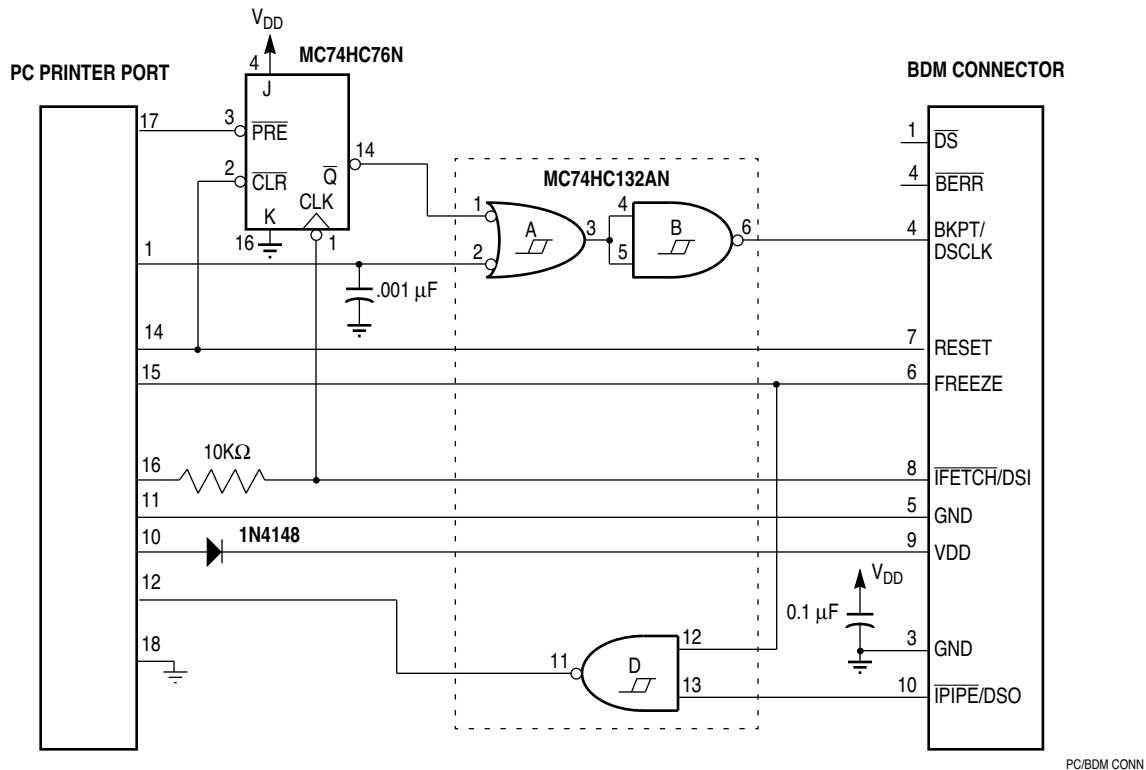 V_DD
MC74HC76N
PC PRINTER PORT
BDM CONNECTOR
4
J
17
3
PRE
1
DS
14
2
CLR
Q
MC74HC132AN
4
BERR
CLK
K
16
1
1
A
3
4
5
B
6
4
BKPT/
DSCLK
1
2
.001 μF
14
7
RESET
15
6
FREEZE
10KΩ
16
8
IFETCH/DSI
11
5
GND
10
1N4148
9
VDD
12
V_DD
0.1 μF
18
12
3
GND
11
D
13
10
IPIPE/DSO
PC/BDM CONN